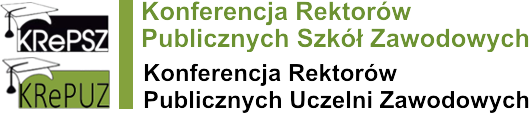 KRePSZ
Konferencja Rektorów
Publicznych Szkół Zawodowych
KRePUZ
Konferencja Rektorów
Publicznych Uczelni Zawodowych